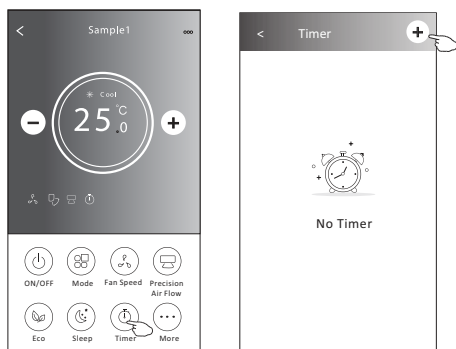 < Sample1 ooo
Cool
25.0 °C
ON/OFF Mode Fan Speed Precision Air Flow
Eco Sleep Timer More
< Timer +
No Timer